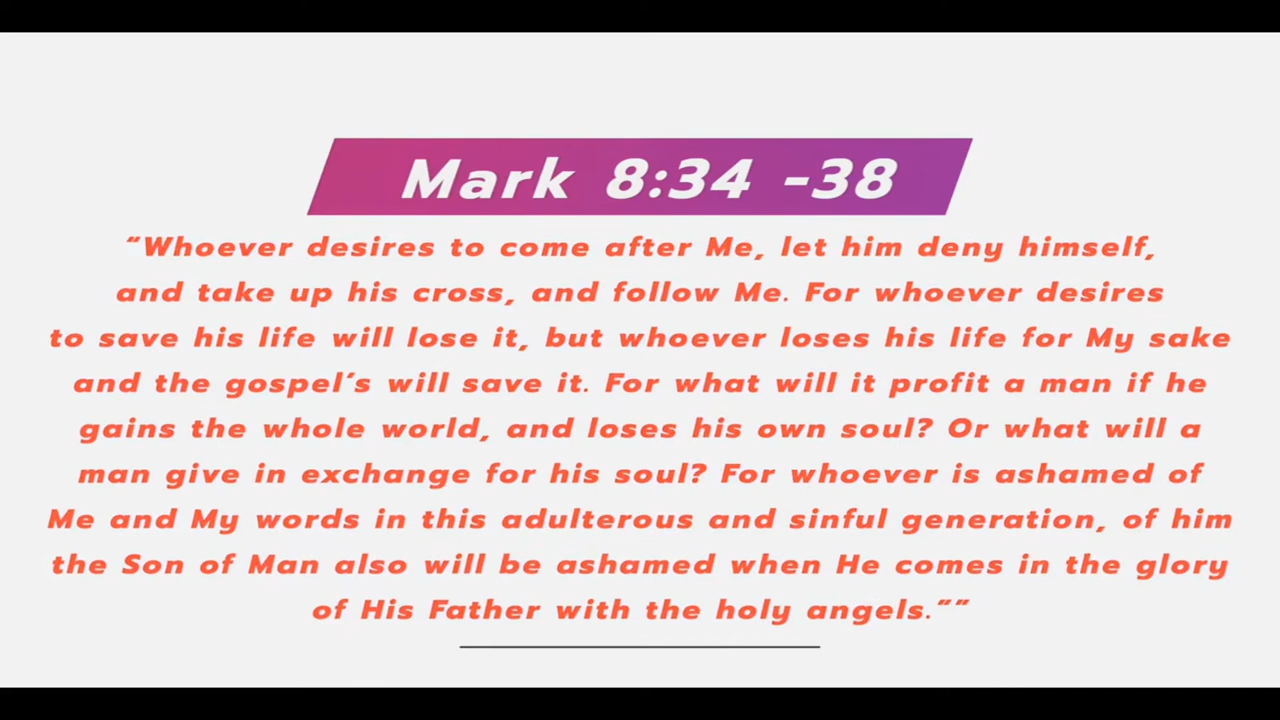 Mark 8:34 -38
“Whoever desires to come after Me, let him deny himself,
and take up his cross, and follow Me. For whoever desires
to save his life will lose it, but whoever loses his life for My sake
and the gospel’s will save it. For what will it profit a man if he
gains the whole world, and loses his own soul? Or what will a
man give in exchange for his soul? For whoever is ashamed of
Me and My words in this adulterous and sinful generation, of him
the Son of Man also will be ashamed when He comes in the glory
of His Father with the holy angels.””